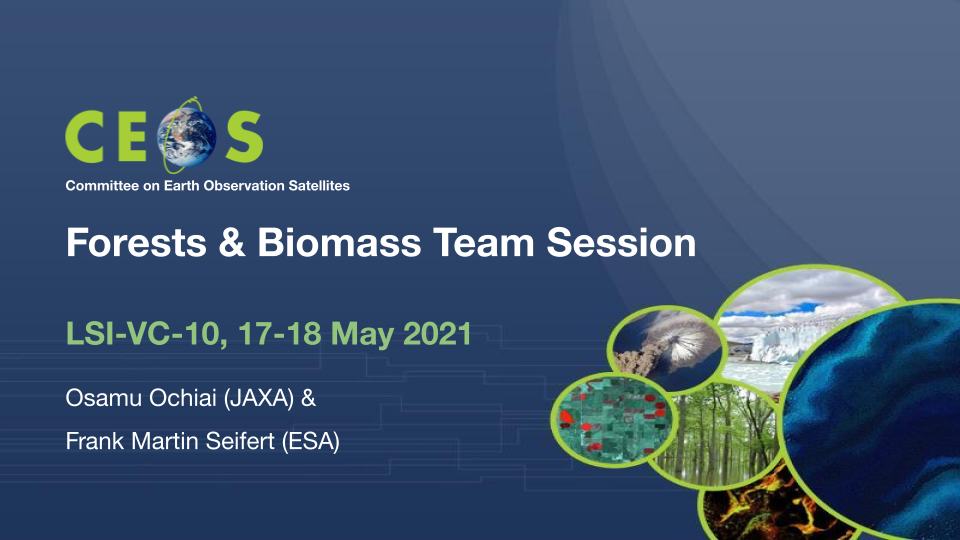 CEOS
Committee on Earth Observation Satellites
Forests & Biomass Team Session
LSI-VC-10, 17-18 May 2021
Osamu Ochiai (JAXA) &
Frank Martin Seifert (ESA)